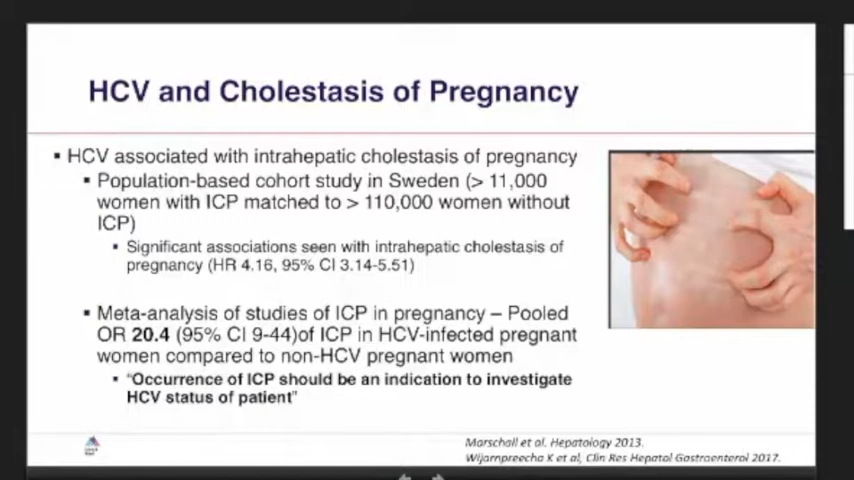 HCV and Cholestasis of Pregnancy
▪ HCV associated with intrahepatic cholestasis of pregnancy
▪ Population-based cohort study in Sweden (> 11,000
women with ICP matched to > 110,000 women without
ICP)
▪ Significant associations seen with intrahepatic cholestasis of
pregnancy (HR 4.16, 95% CI 3.14-5.51)
▪ Meta-analysis of studies of ICP in pregnancy – Pooled
OR 20.4 (95% CI 9-44)of ICP in HCV-infected pregnant
women compared to non-HCV pregnant women
▪ “Occurrence of ICP should be an indication to investigate
HCV status of patient”
Marschall et al. Hepatology 2013.
Wijarnpreecha K et al, Clin Res Hepatol Gastroenterol 2017.